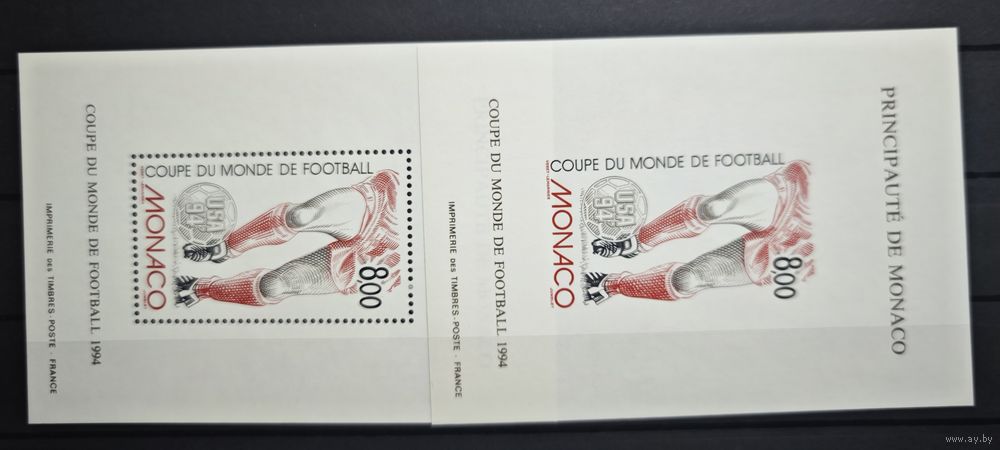 COUPE DU MONDE DE FOOTBALL 1994
IMPRIMERIE DES TIMBRES-POSTE - FRANCE
COUPE DU MONDE DE FOOTBALL
MONACO
USA
94
8,00
COUPE DU MONDE DE FOOTBALL 1994
IMPRIMERIE DES TIMBRES-POSTE - FRANCE
COUPE DU MONDE DE FOOTBALL
MONACO
USA
94
8,00
PRINCIPAUTÉ DE MONACO
www.ay.by